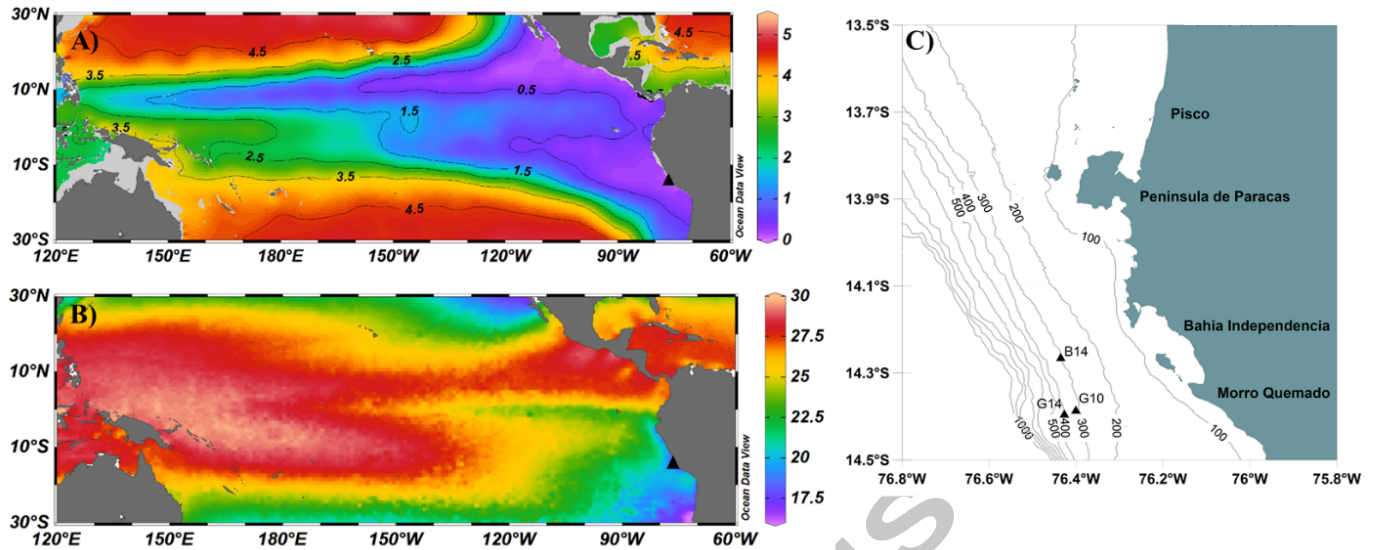 A)
30°N
10°N
10°S
30°S
120°E
150°E
180°E
150°W
120°W
90°W
60°W
4.5
2.5
3.5
0.5
1.5
3.5
2.5
1.5
3.5
4.5
4.5
.5
Ocean Data View
5
4
3
2
1
0
B)
30°N
10°N
10°S
30°S
120°E
150°E
180°E
150°W
120°W
90°W
60°W
Ocean Data View
30
27.5
25
22.5
20
17.5
C)
13.5°S
13.7°S
13.9°S
14.1°S
14.3°S
14.5°S
76.8°W
76.6°W
76.4°W
76.2°W
76°W
75.8°W
Pisco
Peninsula de Paracas
Bahia Independencia
Morro Quemado
500
400
300
200
100
B14
G14
G10
1000
500
400
300
200
100